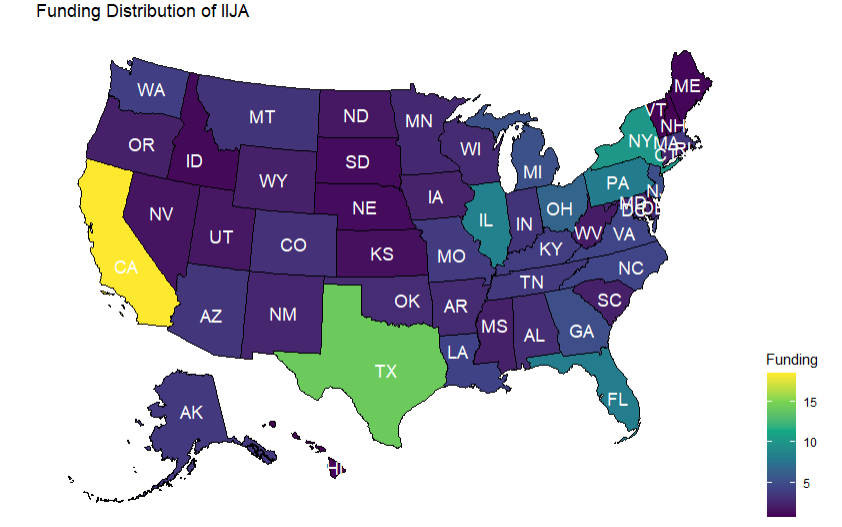 Funding Distribution of IIJA
ME
WA
VT
MT
ND
MN
NH
OR
NY
MA
WI
ID
SD
MI
CT
WY
PA
IA
NE
OH
NV
IL
IN
UT
WV
VA
CO
KS
MO
KY
NC
TN
OK
AR
SC
AZ
NM
MS
AL
GA
LA
Funding
TX
FL
15
AK
10
HI
5
CA
MD